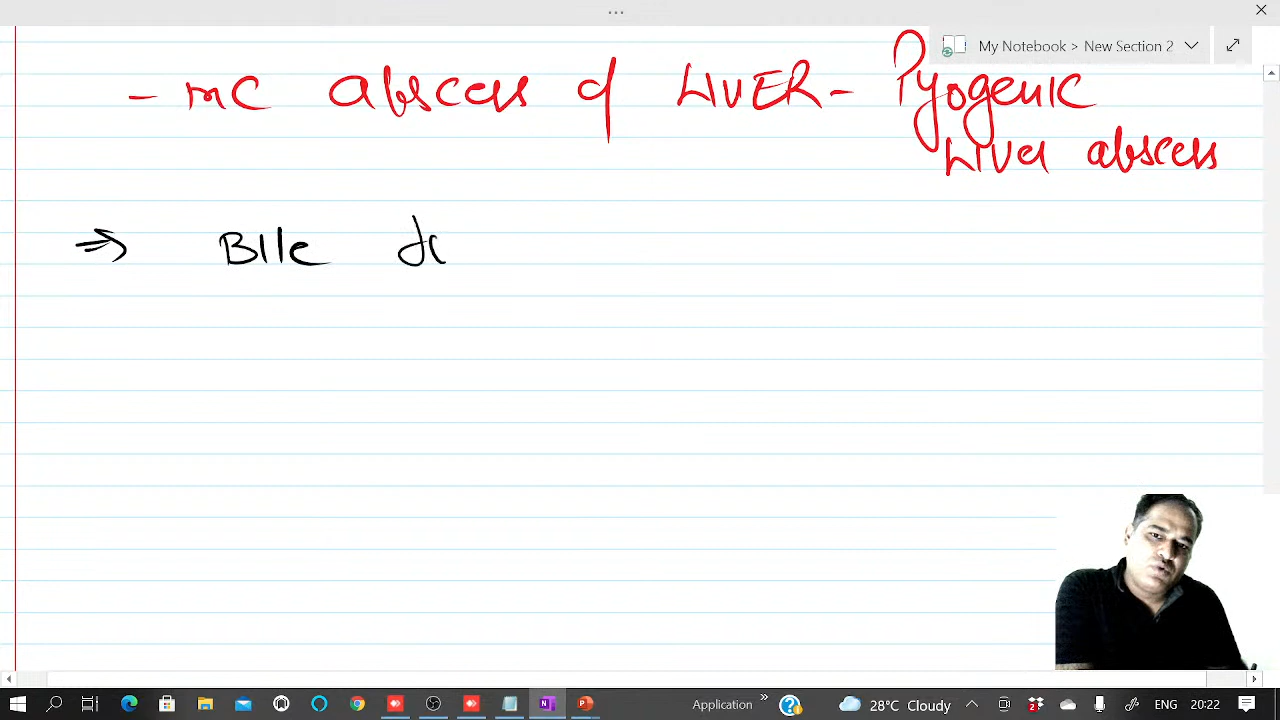 My Notebook > New Section 2
- mc abscess of LIVER - Pyogenic
Liver abscess
⇒ Bile
Application
28°C Cloudy
ENG
20:22